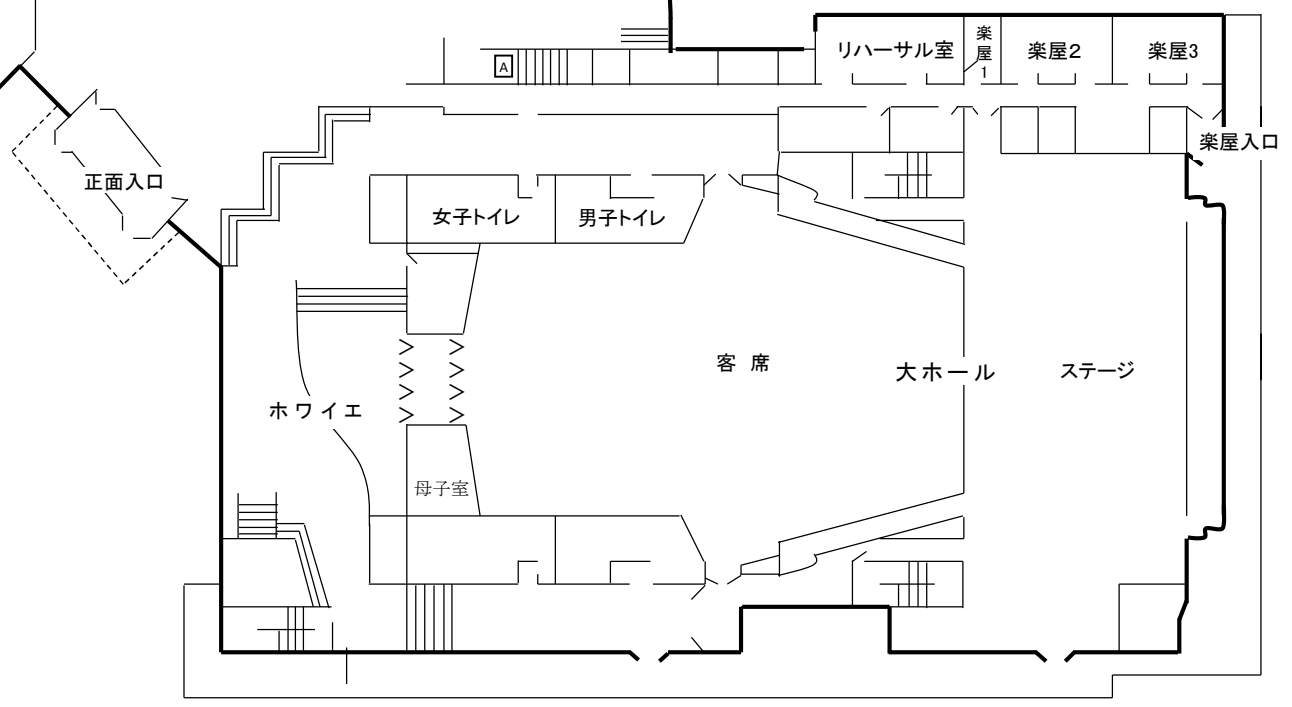 A
リハーサル室
楽屋1
楽屋2
楽屋3
楽屋入口
正面入口
女子トイレ
男子トイレ
客 席
大ホール
ステージ
ホワイエ
母子室